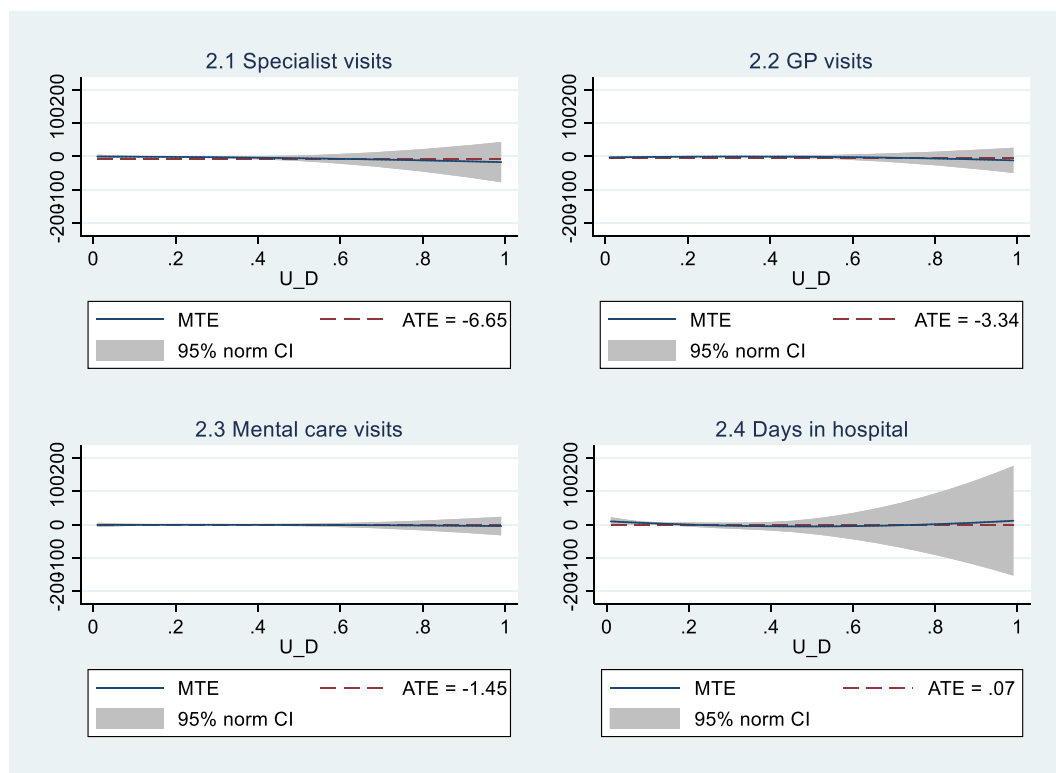 2.1 Specialist visits
200
100
0
-100
-200
0 .2 .4 .6 .8 1
U_D
MTE ATE = -6.65
95% norm CI
2.2 GP visits
200
100
0
-100
-200
0 .2 .4 .6 .8 1
U_D
MTE ATE = -3.34
95% norm CI
2.3 Mental care visits
200
100
0
-100
-200
0 .2 .4 .6 .8 1
U_D
MTE ATE = -1.45
95% norm CI
2.4 Days in hospital
200
100
0
-100
-200
0 .2 .4 .6 .8 1
U_D
MTE ATE = .07
95% norm CI